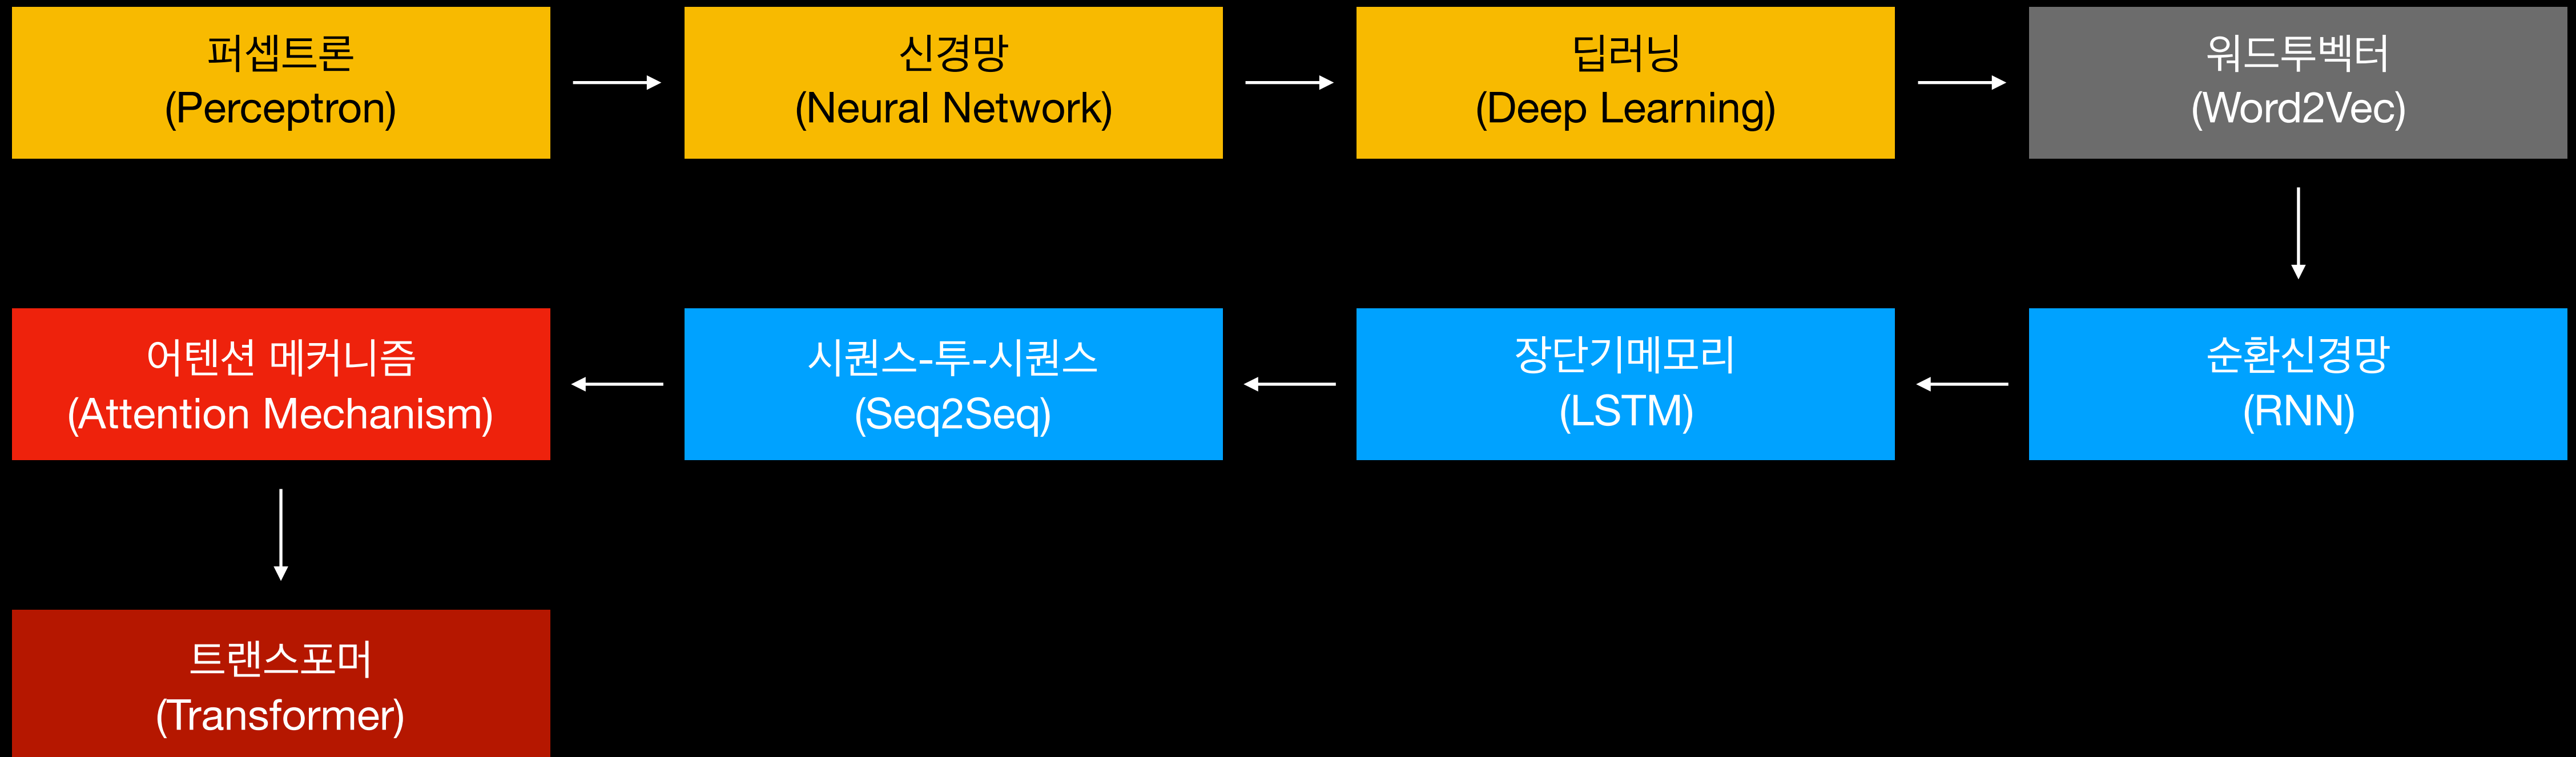 퍼셉트론
(Perceptron)
신경망
(Neural Network)
딥러닝
(Deep Learning)
워드투벡터
(Word2Vec)
순환신경망
(RNN)
장단기메모리
(LSTM)
시퀀스-투-시퀀스
(Seq2Seq)
어텐션 메커니즘
(Attention Mechanism)
트랜스포머
(Transformer)